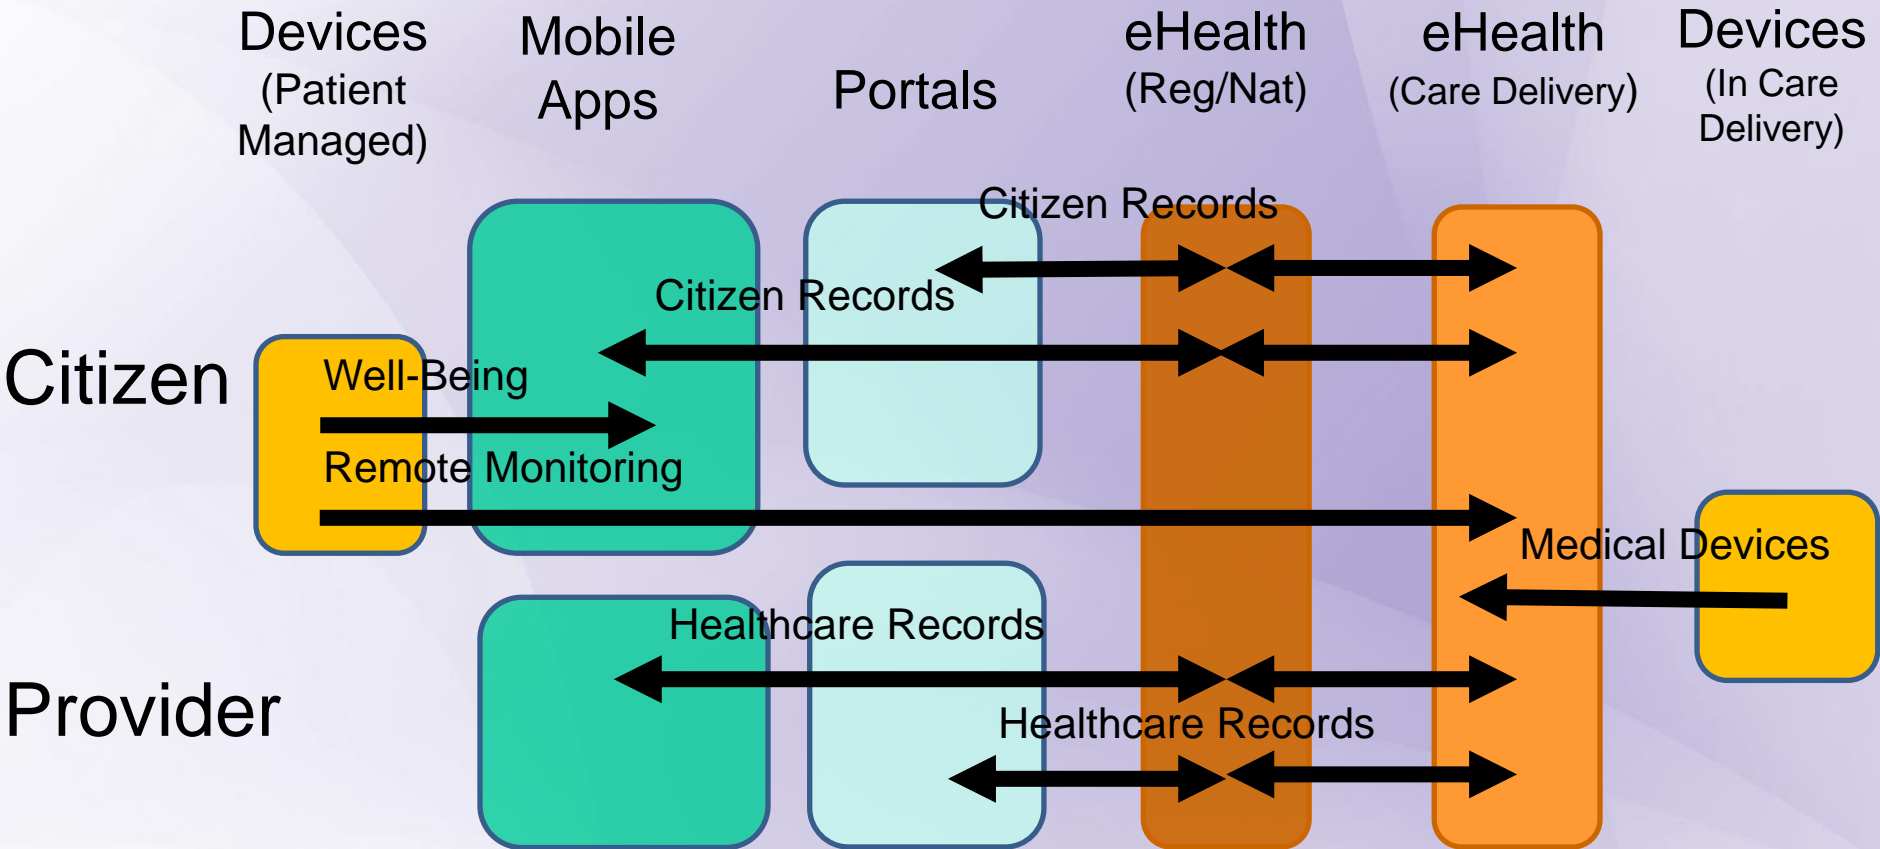 Devices
(Patient
Managed)
Mobile
Apps
Portals
eHealth
(Reg/Nat)
eHealth
(Care Delivery)
Devices
(In Care
Delivery)
Citizen Records
Citizen Records
Citizen
Well-Being
Remote Monitoring
Medical Devices
Healthcare Records
Provider
Healthcare Records